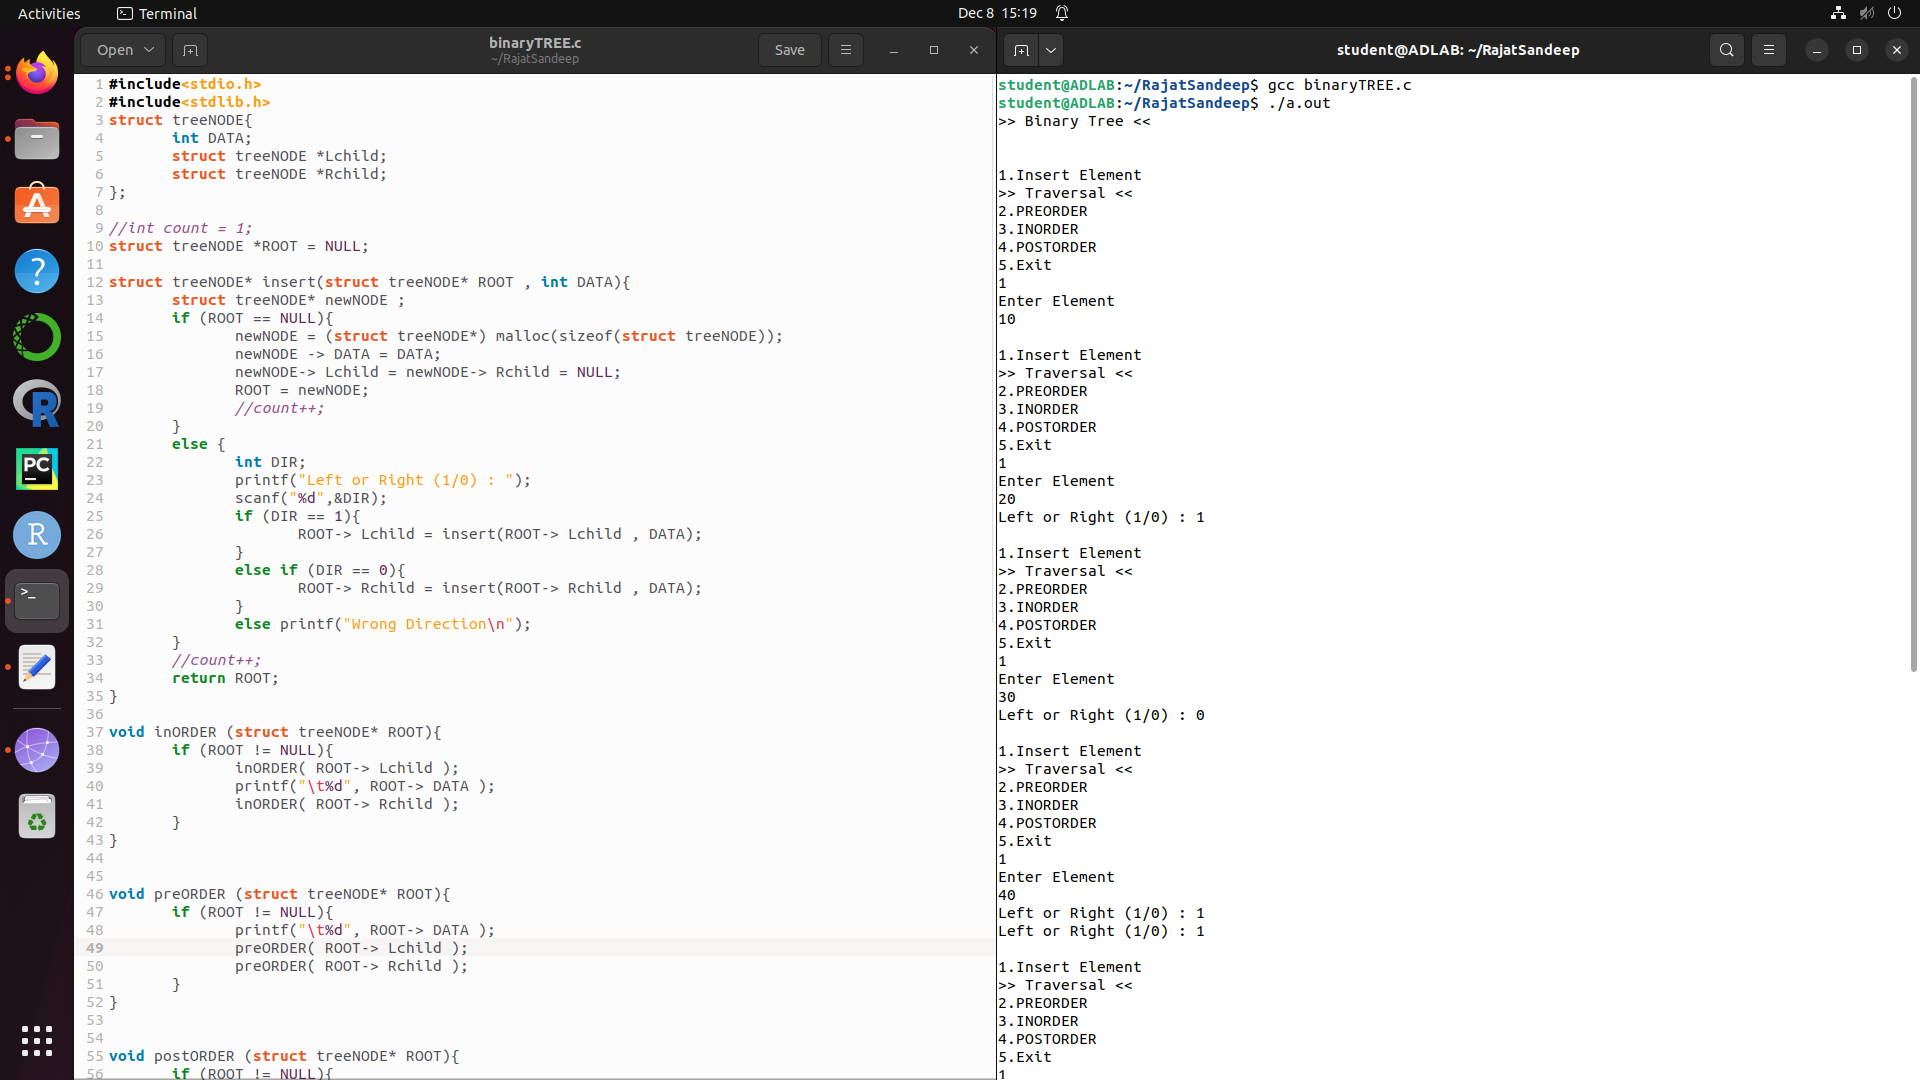 Activities
Terminal
Dec 8 15:19
Open
binaryTREE.c
~/RajatSandeep
Save
1 #include<stdio.h>
2 #include<stdlib.h>
3 struct treeNODE{
4 int DATA;
5 struct treeNODE *Lchild;
6 struct treeNODE *Rchild;
7 };
8
9 //int count = 1;
10 struct treeNODE *ROOT = NULL;
11
12 struct treeNODE* insert(struct treeNODE* ROOT , int DATA){
13 struct treeNODE* newNODE ;
14 if (ROOT == NULL){
15 newNODE = (struct treeNODE*) malloc(sizeof(struct treeNODE));
16 newNODE -> DATA = DATA;
17 newNODE-> Lchild = newNODE-> Rchild = NULL;
18 ROOT = newNODE;
19 //count++;
20 }
21 else {
22 int DIR;
23 printf("Left or Right (1/0) : ");
24 scanf("%d",&DIR);
25 if (DIR == 1){
26 ROOT-> Lchild = insert(ROOT-> Lchild , DATA);
27 }
28 else if (DIR == 0){
29 ROOT-> Rchild = insert(ROOT-> Rchild , DATA);
30 }
31 else printf("Wrong Direction\n");
32 }
33 //count++;
34 return ROOT;
35 }
36
37 void inORDER (struct treeNODE* ROOT){
38 if (ROOT != NULL){
39 inORDER( ROOT-> Lchild );
40 printf("\t%d", ROOT-> DATA );
41 inORDER( ROOT-> Rchild );
42 }
43 }
44
45
46 void preORDER (struct treeNODE* ROOT){
47 if (ROOT != NULL){
48 printf("\t%d", ROOT-> DATA );
49 preORDER( ROOT-> Lchild );
50 preORDER( ROOT-> Rchild );
51 }
52 }
53
54
55 void postORDER (struct treeNODE* ROOT){
56 if (ROOT != NULL){
student@ADLAB: ~/RajatSandeep
student@ADLAB:~/RajatSandeep$ gcc binaryTREE.c
student@ADLAB:~/RajatSandeep$ ./a.out
>> Binary Tree <<
1.Insert Element
>> Traversal <<
2.PREORDER
3.INORDER
4.POSTORDER
5.Exit
1
Enter Element
10
1.Insert Element
>> Traversal <<
2.PREORDER
3.INORDER
4.POSTORDER
5.Exit
1
Enter Element
20
Left or Right (1/0) : 1
1.Insert Element
>> Traversal <<
2.PREORDER
3.INORDER
4.POSTORDER
5.Exit
1
Enter Element
30
Left or Right (1/0) : 0
1.Insert Element
>> Traversal <<
2.PREORDER
3.INORDER
4.POSTORDER
5.Exit
1
Enter Element
40
Left or Right (1/0) : 1
Left or Right (1/0) : 1
1.Insert Element
>> Traversal <<
2.PREORDER
3.INORDER
4.POSTORDER
5.Exit
1